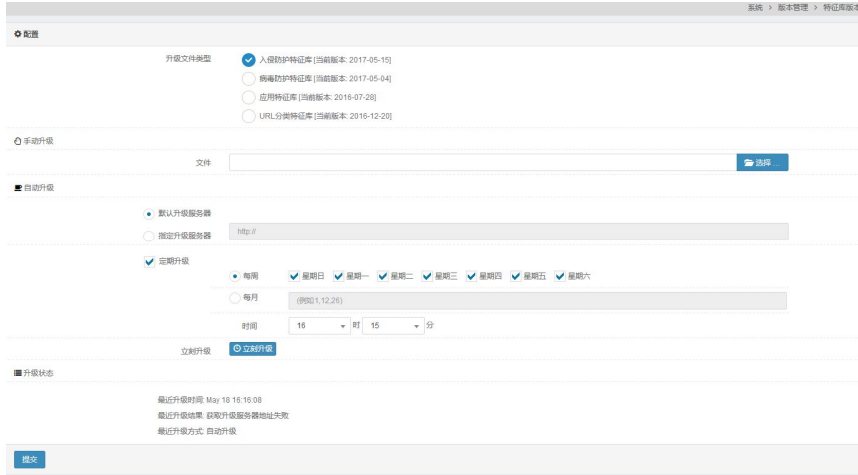 系统 > 版本管理 > 特征库版本
配置
升级文件类型
入侵防护特征库 [当前版本: 2017-05-15]
病毒防护特征库 [当前版本: 2017-05-04]
应用特征库 [当前版本: 2016-07-28]
URL分类特征库 [当前版本: 2016-12-20]
手动升级
文件 选择 ...
自动升级
默认升级服务器
指定升级服务器 http://
定期升级
每周 星期日 星期一 星期二 星期三 星期四 星期五 星期六
每月 (例如1,12,26)
时间 16 时 15 分
立刻升级 立刻升级
升级状态
最近升级时间: May 18 16:16:08
最近升级结果: 获取升级服务器地址失败
最近升级方式: 自动升级
提交